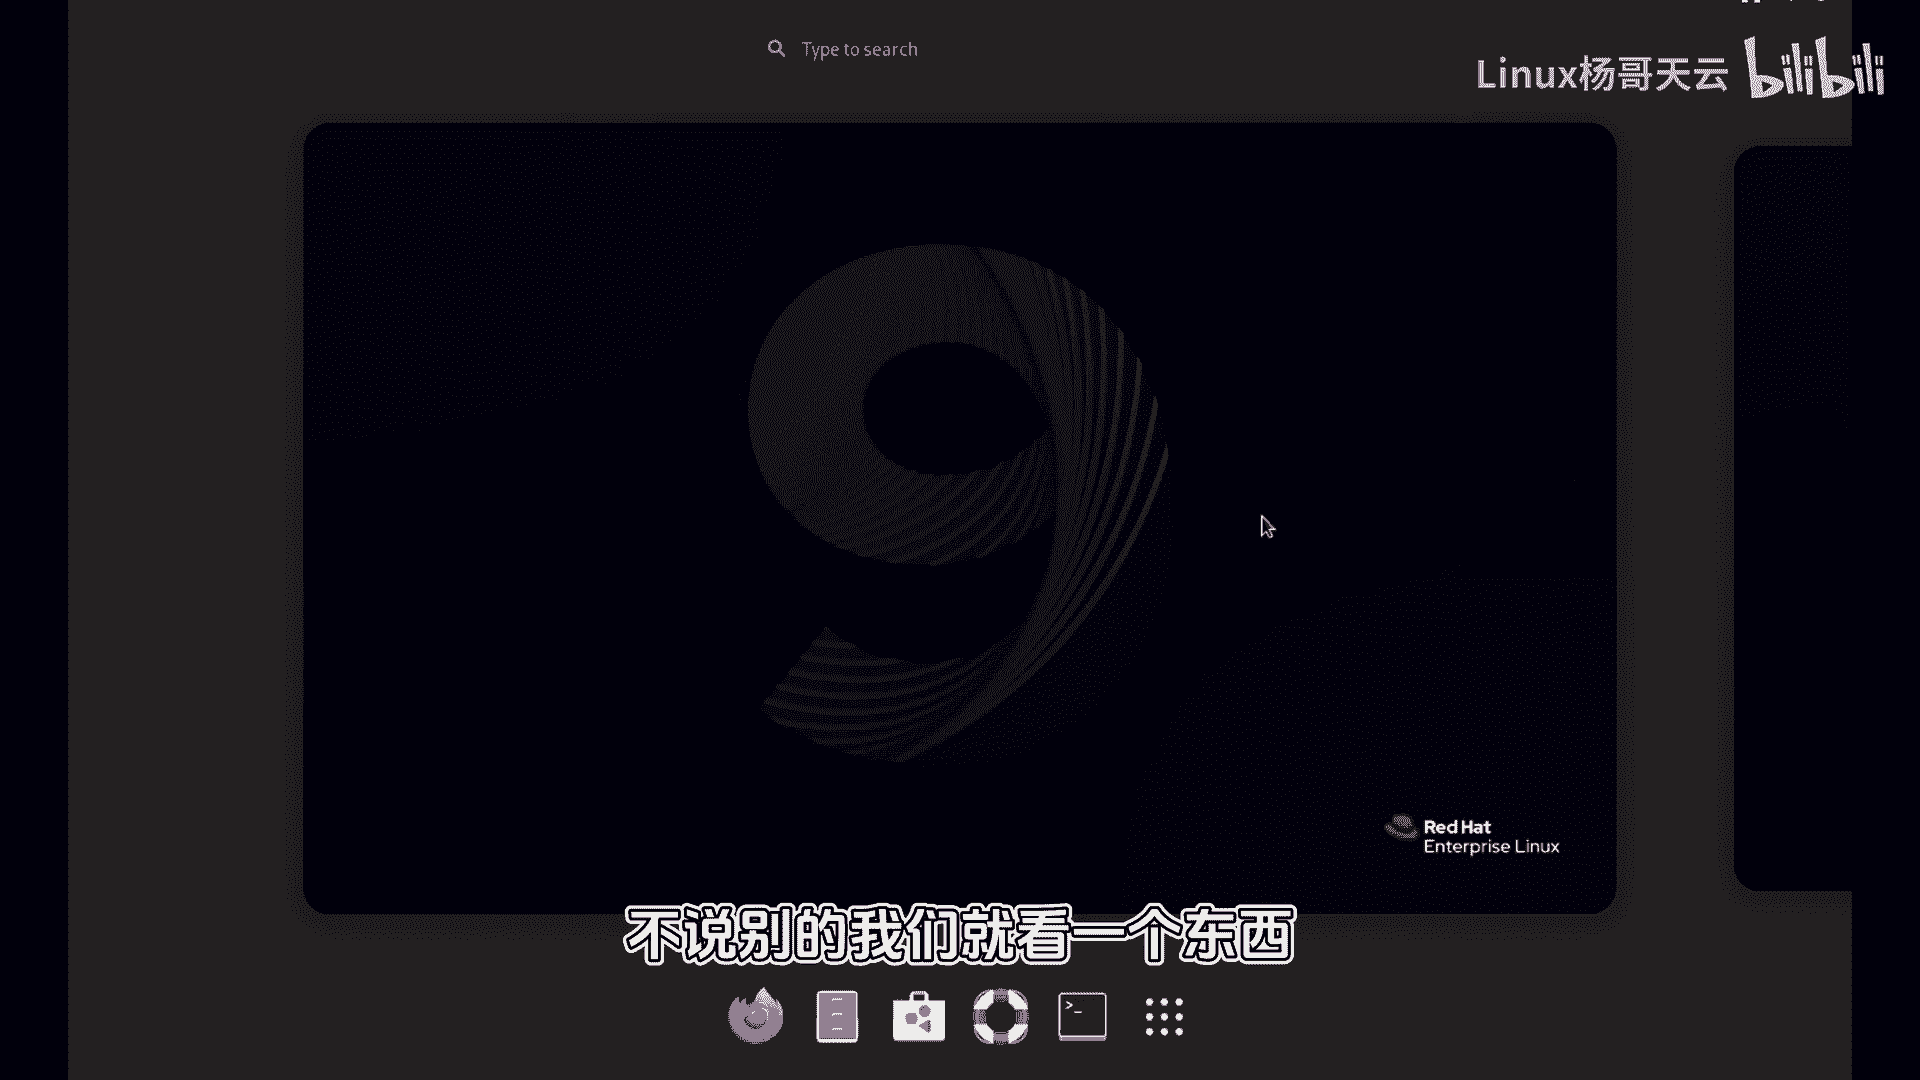 Type to search
Linux杨哥天云 bilibili
9
Red Hat
Enterprise Linux
不说别的我们就看一个东西
>_